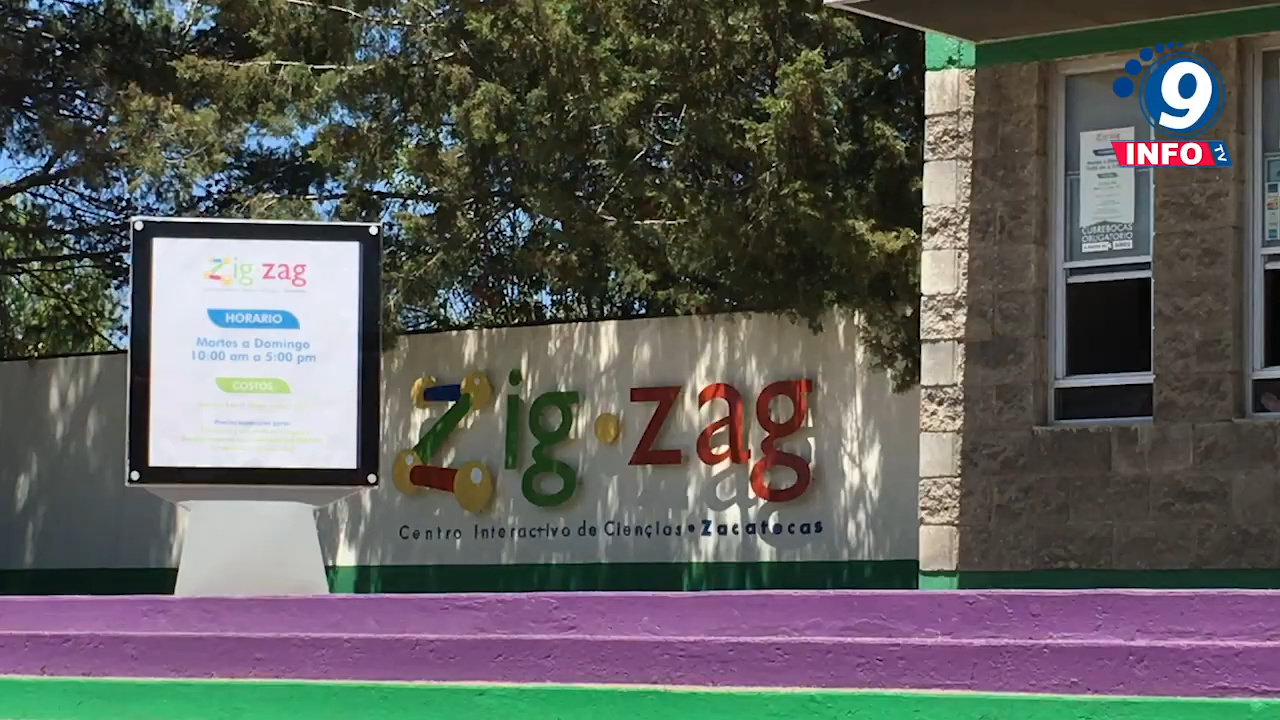 9
INFO TV
Zig zag
HORARIO
Martes a Domingo
10:00 am a 5:00 pm
COSTOS
Zig·zag
Centro Interactivo de Ciencias • Zacatecas
CUBREBOCAS
OBLIGATORIO